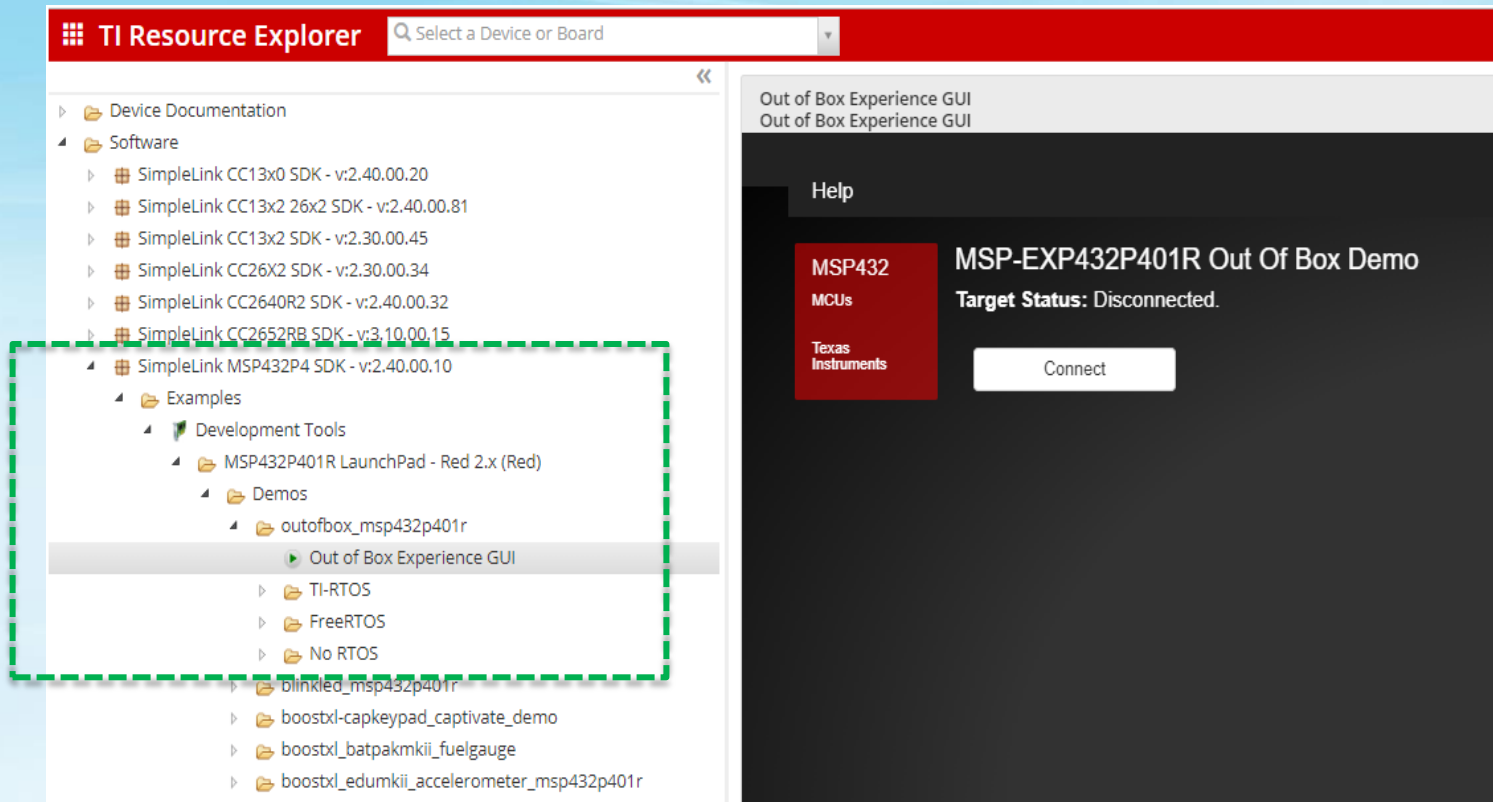 TI Resource Explorer
Select a Device or Board
Device Documentation
Software
SimpleLink CC13x0 SDK - v:2.40.00.20
SimpleLink CC13x2 26x2 SDK - v:2.40.00.81
SimpleLink CC13x2 SDK - v:2.30.00.45
SimpleLink CC26X2 SDK - v:2.30.00.34
SimpleLink CC2640R2 SDK - v:2.40.00.32
SimpleLink CC2652RB SDK - v:3.10.00.15
SimpleLink MSP432P4 SDK - v:2.40.00.10
Examples
Development Tools
MSP432P401R LaunchPad - Red 2.x (Red)
Demos
outofbox_msp432p401r
Out of Box Experience GUI
TI-RTOS
FreeRTOS
No RTOS
blinkled_msp432p401r
boostxl-capkeypad_captivate_demo
boostxl_batpakmkii_fuelgauge
boostxl_edumkii_accelerometer_msp432p401r
Out of Box Experience GUI
Out of Box Experience GUI
Help
MSP432
MCUs
Texas
Instruments
MSP-EXP432P401R Out Of Box Demo
Target Status: Disconnected.
Connect